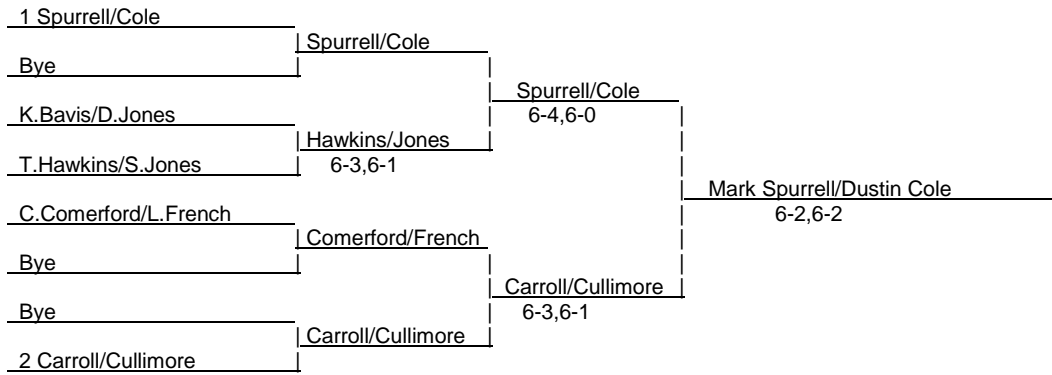 1 Spurrell/Cole
Spurrell/Cole
Bye
Spurrell/Cole
K.Bavis/D.Jones
6-4,6-0
Hawkins/Jones
T.Hawkins/S.Jones
6-3,6-1
Mark Spurrell/Dustin Cole
C.Comerford/L.French
6-2,6-2
Comerford/French
Bye
Carroll/Cullimore
Bye
6-3,6-1
Carroll/Cullimore
2 Carroll/Cullimore